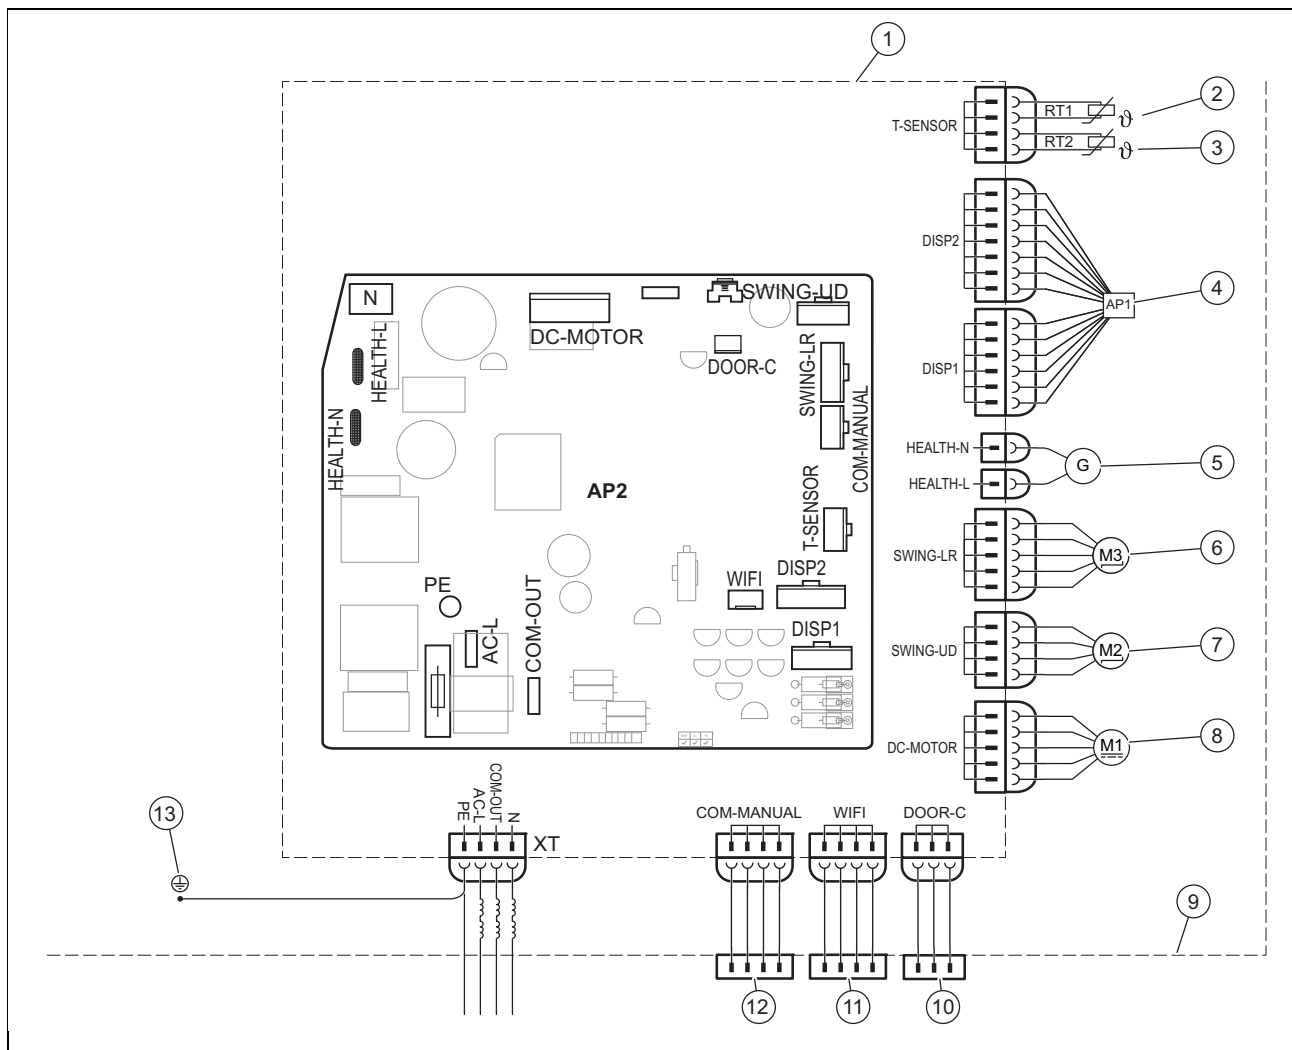 1
2
T-SENSOR
RT1
ϑ
RT2
ϑ
3
DISP2
4
AP1
DISP1
N
SWING-UD
DC-MOTOR
HEALTH-L
DOOR-C
SWING-LR
COM-MANUAL
HEALTH-N
HEALTH-N
G
5
HEALTH-L
AP2
T-SENSOR
SWING-LR
M3
6
WIFI
DISP2
PE
AC-L
COM-OUT
DISP1
SWING-UD
M2
7
DC-MOTOR
M1
8
PE
AC-L
COM-OUT
N
XT
COM-MANUAL
WIFI
DOOR-C
13
9
12
11
10